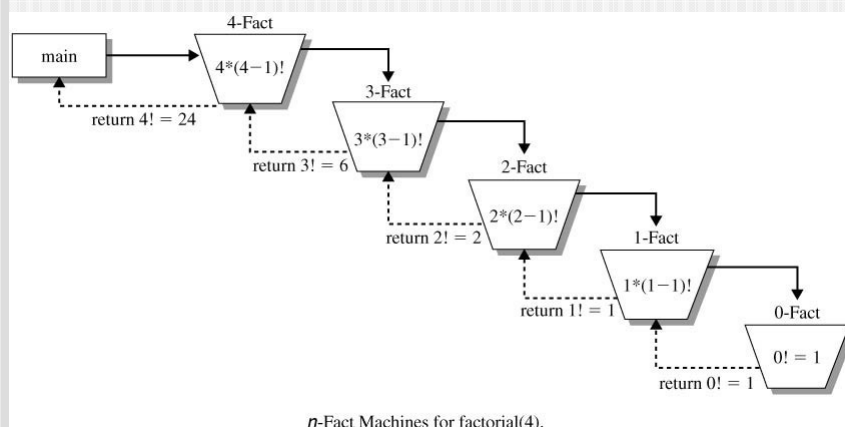 4-Fact
main
4*(4−1)!
3-Fact
return 4! = 24
3*(3−1)!
return 3! = 6
2-Fact
2*(2−1)!
return 2! = 2
1-Fact
1*(1−1)!
return 1! = 1
0-Fact
0! = 1
return 0! = 1
n-Fact Machines for factorial(4).